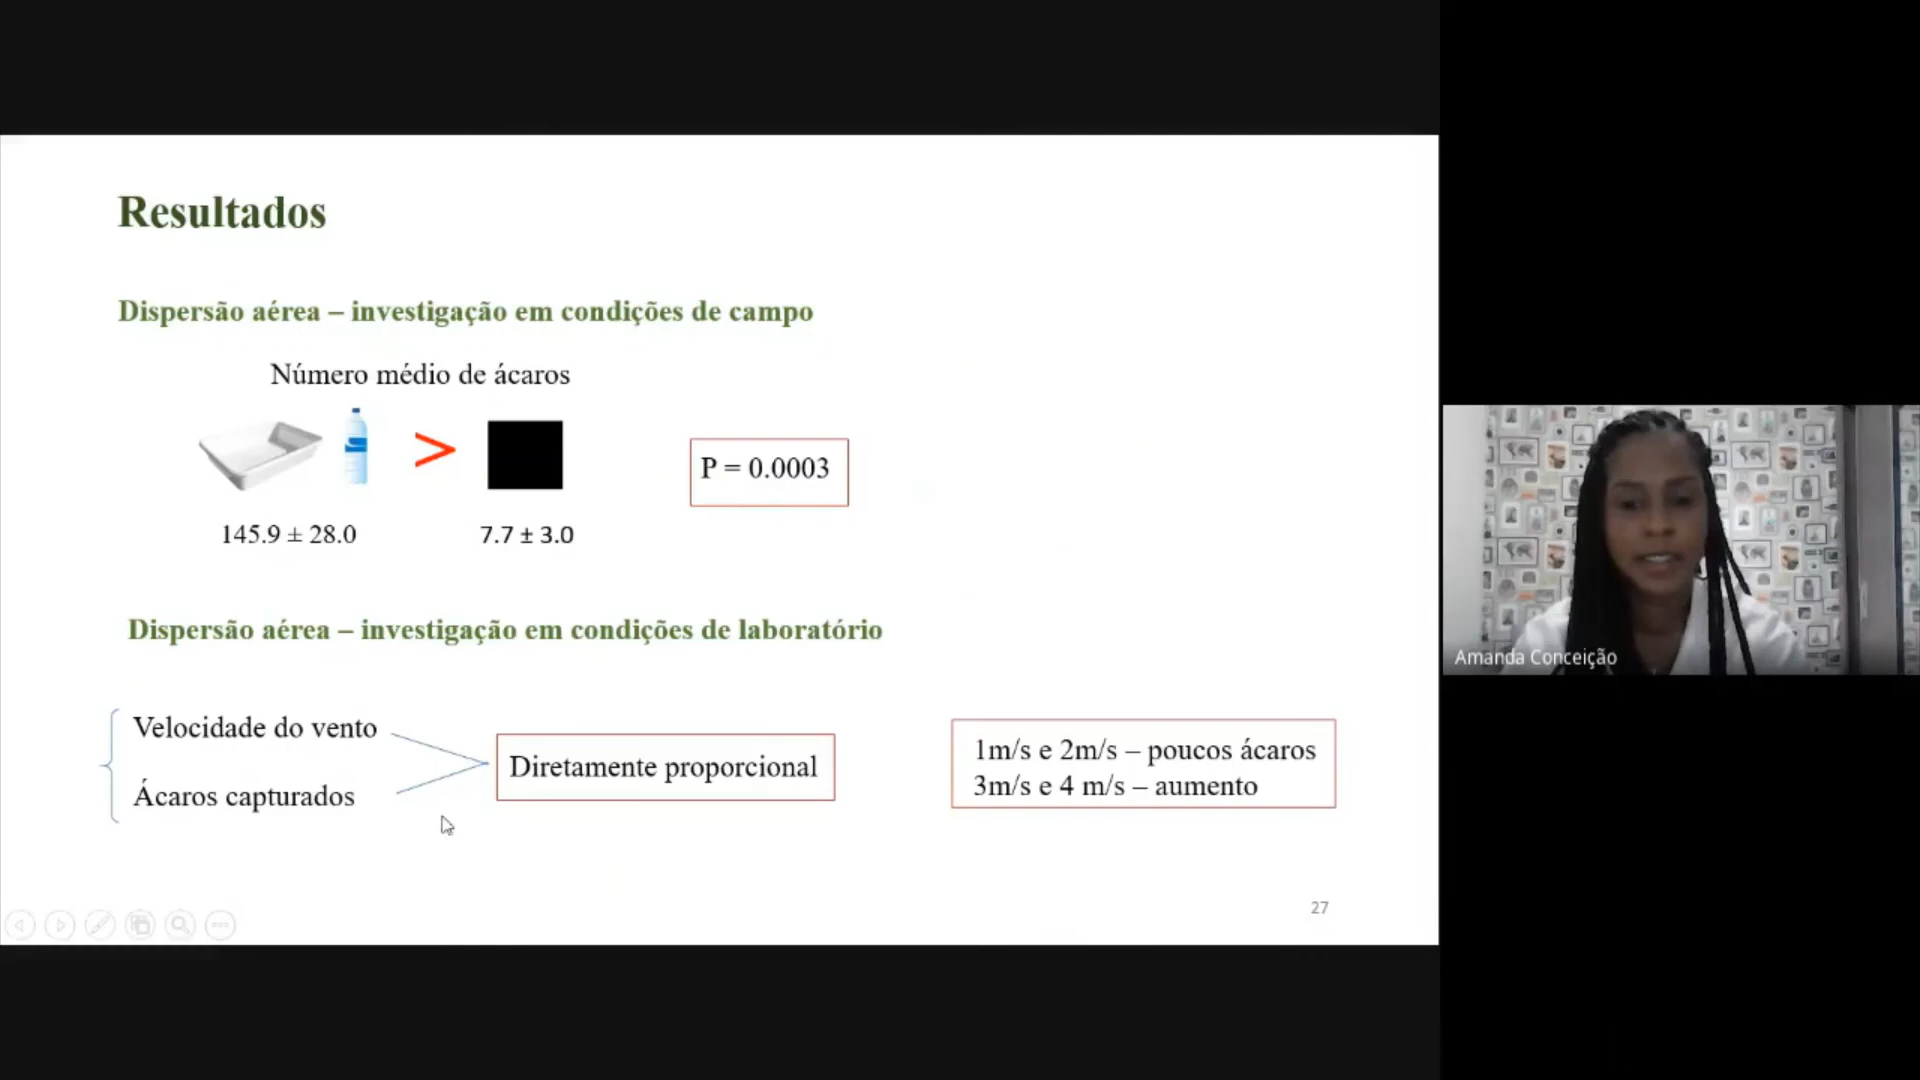 Resultados
Dispersão aérea – investigação em condições de campo
Número médio de ácaros
>
P = 0.0003
145.9 ± 28.0
7.7 ± 3.0
Dispersão aérea – investigação em condições de laboratório
Velocidade do vento
Ácaros capturados
Diretamente proporcional
1m/s e 2m/s – poucos ácaros
3m/s e 4 m/s – aumento
27
Amanda Conceição